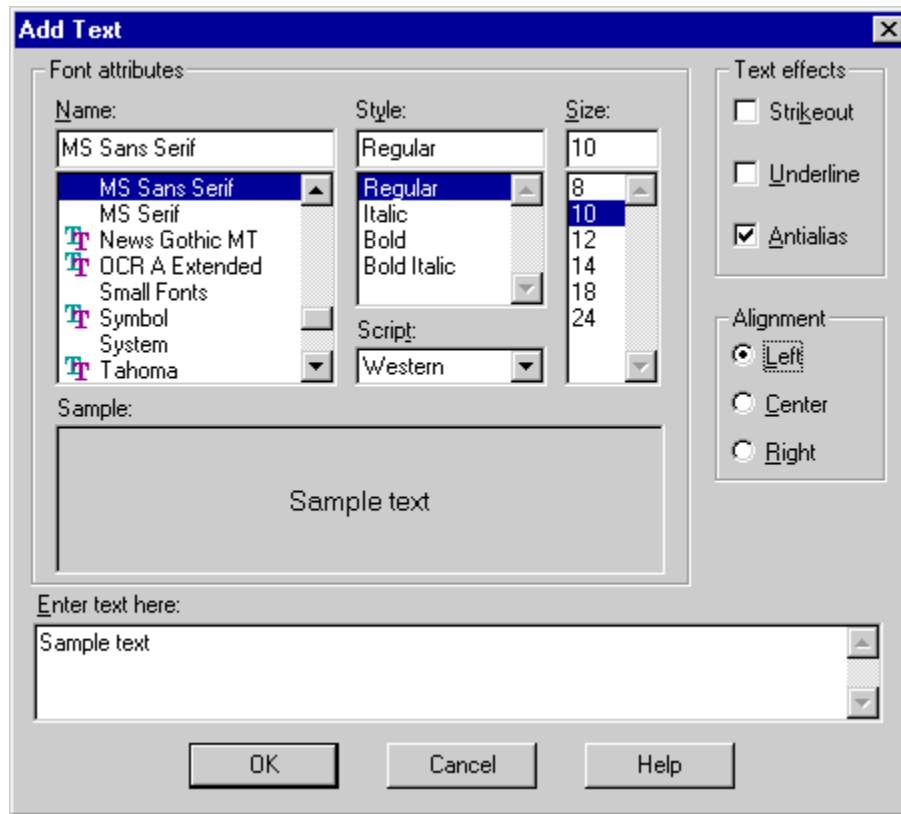 Add Text
Font attributes
Name:
MS Sans Serif
MS Sans Serif
MS Serif
News Gothic MT
OCR A Extended
Small Fonts
Symbol
System
Tahoma
Style:
Regular
Regular
Italic
Bold
Bold Italic
Script:
Western
Size:
10
8
10
12
14
18
24
Sample:
Sample text
Text effects
Strikeout
Underline
Antialias
Alignment
Left
Center
Right
Enter text here:
Sample text
OK Cancel Help